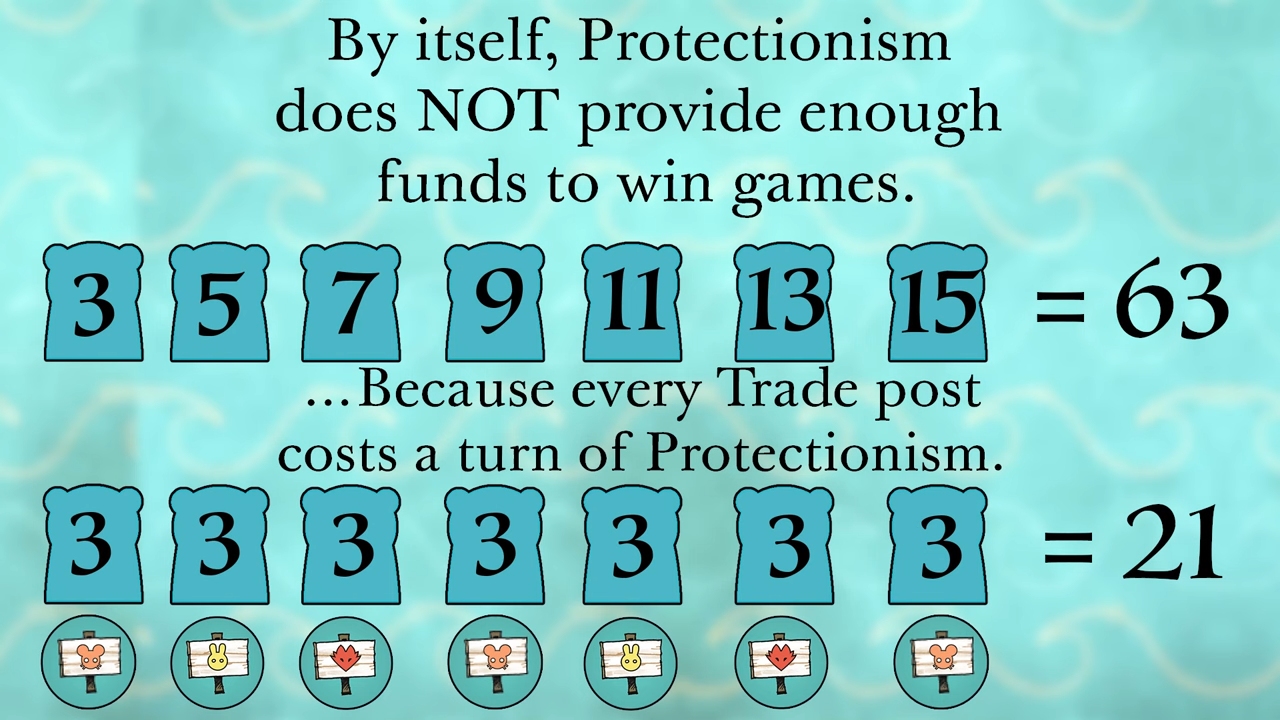 By itself, Protectionism
does NOT provide enough
funds to win games.
3 5 7 9 11 13 15 = 63
...Because every Trade post
costs a turn of Protectionism.
3 3 3 3 3 3 3 = 21